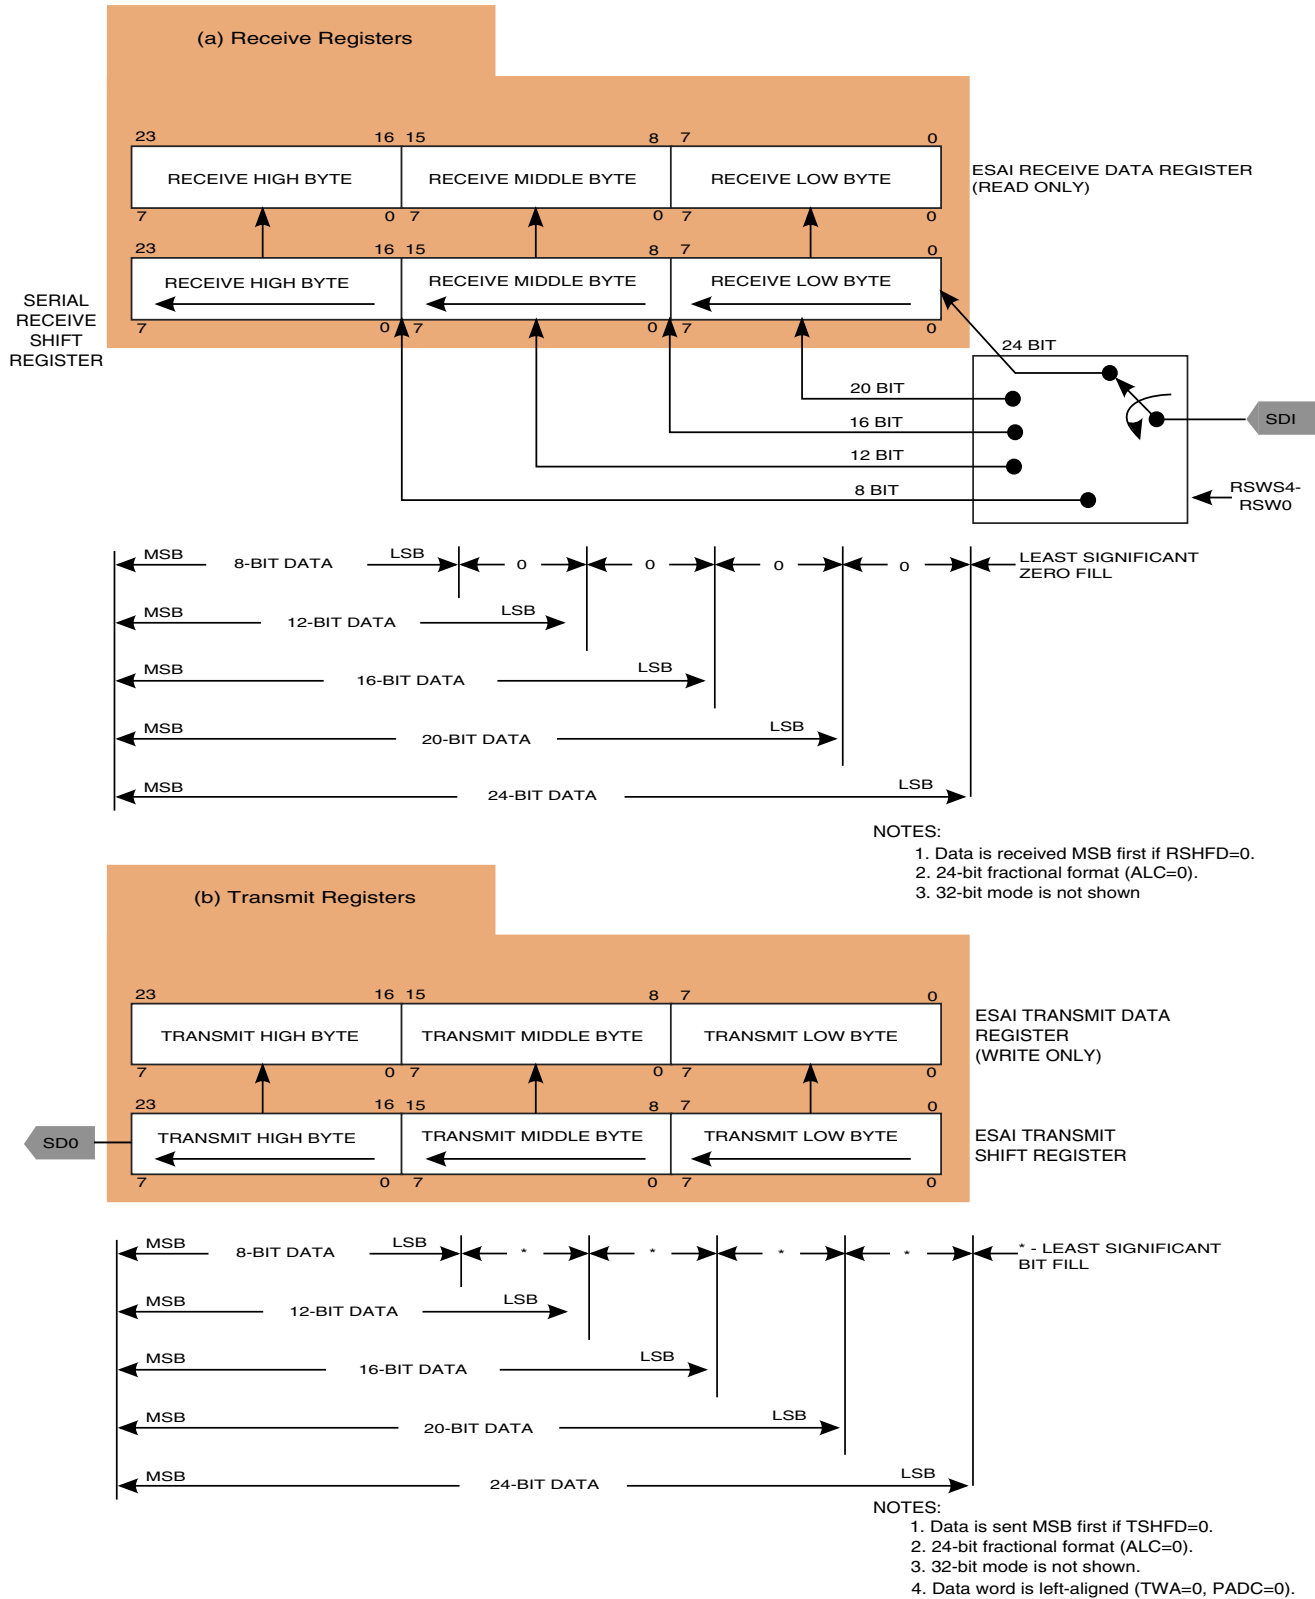 (a) Receive Registers
23 16 15 8 7 0
RECEIVE HIGH BYTE RECEIVE MIDDLE BYTE RECEIVE LOW BYTE
ESAI RECEIVE DATA REGISTER
(READ ONLY)
7 0 7 0 7 0
23 16 15 8 7 0
RECEIVE HIGH BYTE RECEIVE MIDDLE BYTE RECEIVE LOW BYTE
7 0 7 0 7 0
SERIAL
RECEIVE
SHIFT
REGISTER
24 BIT
20 BIT
16 BIT
12 BIT
8 BIT
SDI
RSWS4-
RSW0
MSB 8-BIT DATA LSB 0 0 0 0
LEAST SIGNIFICANT
ZERO FILL
MSB 12-BIT DATA LSB
MSB 16-BIT DATA LSB
MSB 20-BIT DATA LSB
MSB 24-BIT DATA LSB
NOTES:
1. Data is received MSB first if RSHFD=0.
2. 24-bit fractional format (ALC=0).
3. 32-bit mode is not shown
(b) Transmit Registers
23 16 15 8 7 0
TRANSMIT HIGH BYTE TRANSMIT MIDDLE BYTE TRANSMIT LOW BYTE
ESAI TRANSMIT DATA
REGISTER
(WRITE ONLY)
7 0 7 0 7 0
23 16 15 8 7 0
SD0
TRANSMIT HIGH BYTE TRANSMIT MIDDLE BYTE TRANSMIT LOW BYTE
ESAI TRANSMIT
SHIFT REGISTER
7 0 7 0 7 0
MSB 8-BIT DATA LSB * * * *
* - LEAST SIGNIFICANT
BIT FILL
MSB 12-BIT DATA LSB
MSB 16-BIT DATA LSB
MSB 20-BIT DATA LSB
MSB 24-BIT DATA LSB
NOTES:
1. Data is sent MSB first if TSHFD=0.
2. 24-bit fractional format (ALC=0).
3. 32-bit mode is not shown.
4. Data word is left-aligned (TWA=0, PADC=0).